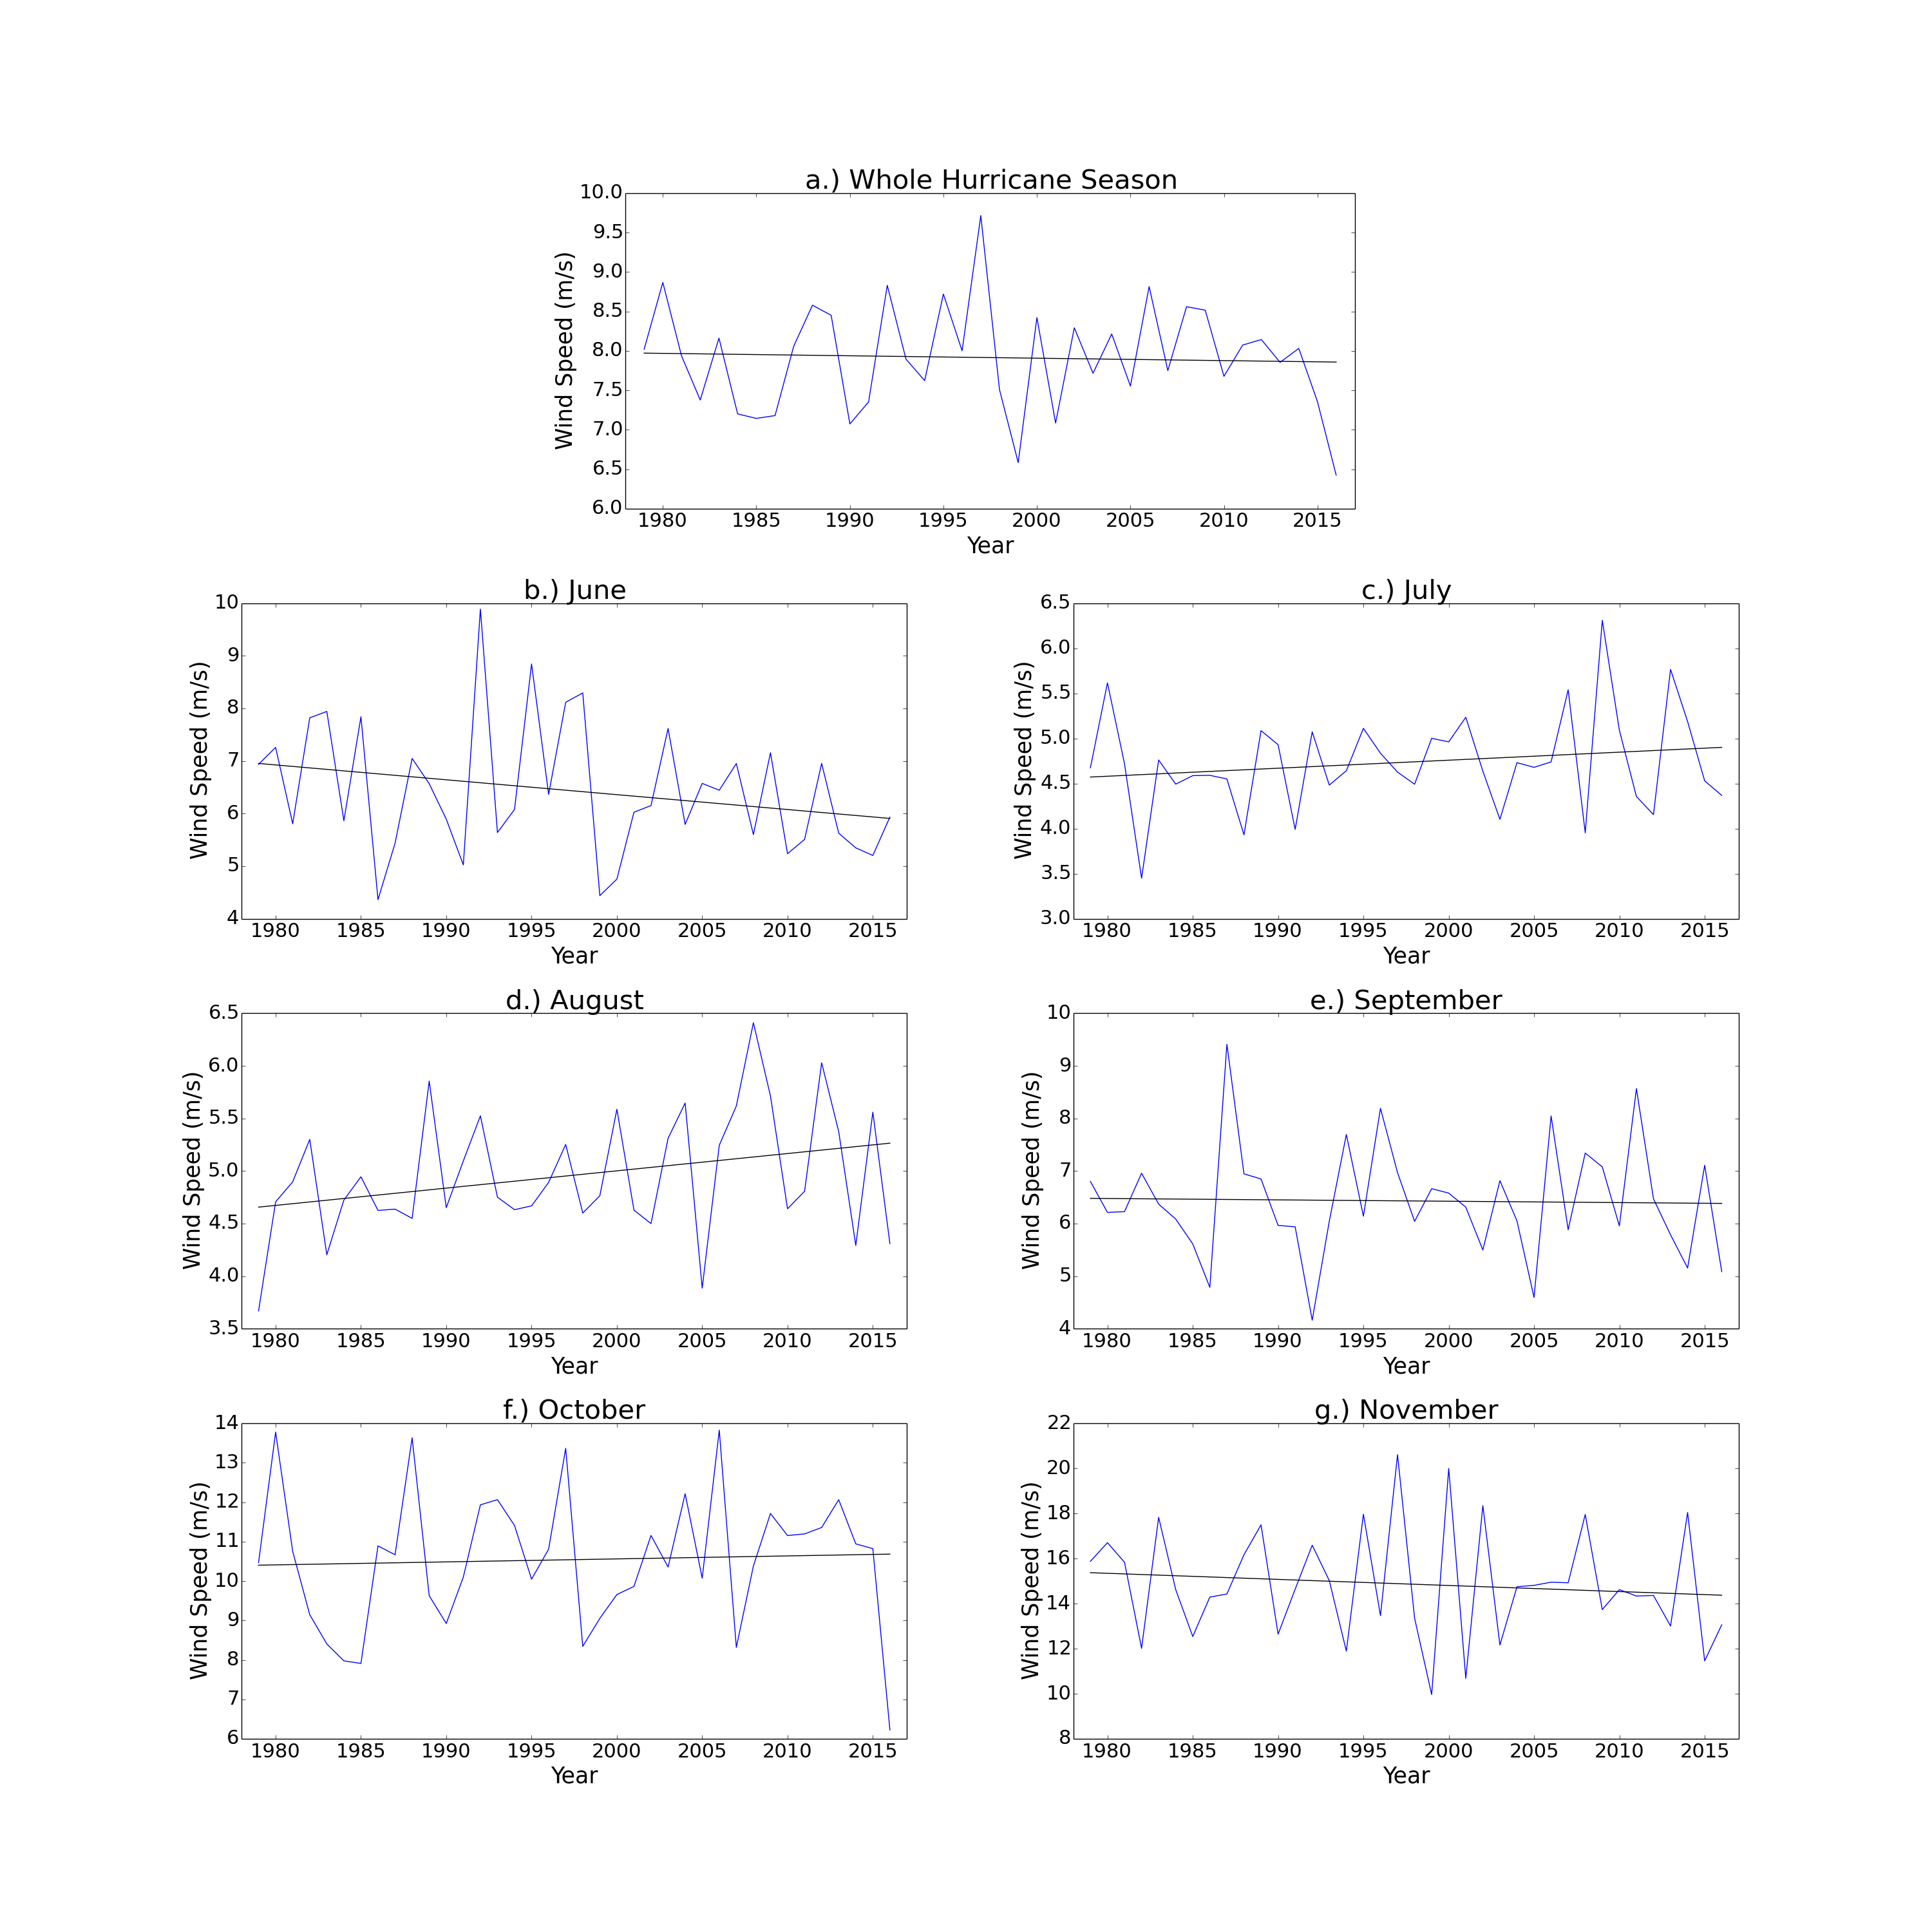 a.) Whole Hurricane Season
10.0
9.5
9.0
8.5
8.0
7.5
7.0
6.5
6.0
Wind Speed (m/s)
1980 1985 1990 1995 2000 2005 2010 2015
Year
b.) June
10
9
8
7
6
5
4
Wind Speed (m/s)
1980 1985 1990 1995 2000 2005 2010 2015
Year
c.) July
6.5
6.0
5.5
5.0
4.5
4.0
3.5
3.0
Wind Speed (m/s)
1980 1985 1990 1995 2000 2005 2010 2015
Year
d.) August
6.5
6.0
5.5
5.0
4.5
4.0
3.5
Wind Speed (m/s)
1980 1985 1990 1995 2000 2005 2010 2015
Year
e.) September
10
9
8
7
6
5
4
Wind Speed (m/s)
1980 1985 1990 1995 2000 2005 2010 2015
Year
f.) October
14
13
12
11
10
9
8
7
6
Wind Speed (m/s)
1980 1985 1990 1995 2000 2005 2010 2015
Year
g.) November
22
20
18
16
14
12
10
8
Wind Speed (m/s)
1980 1985 1990 1995 2000 2005 2010 2015
Year